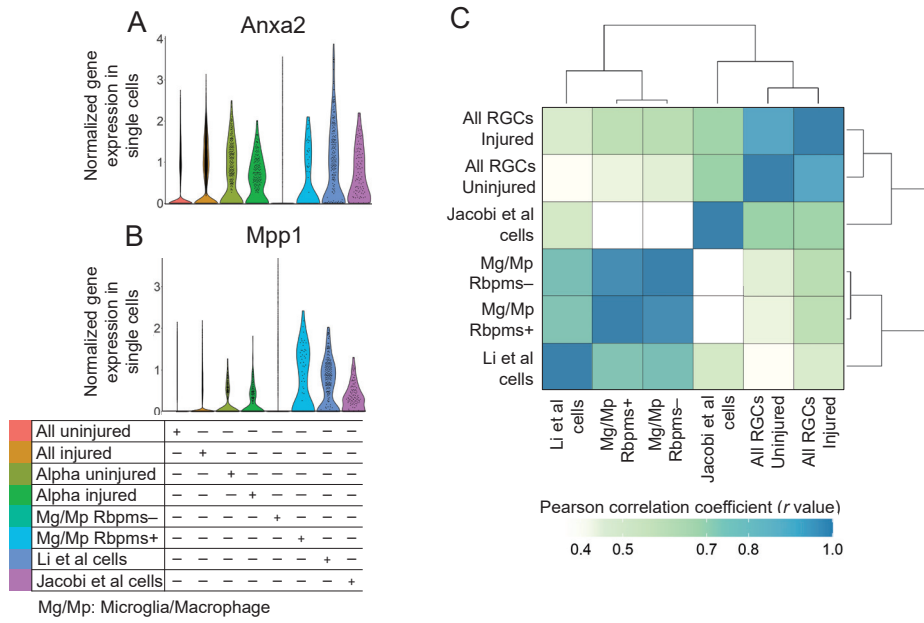 A
Anxa2
Normalized gene
expression in
single cells
4
3
2
1
0
B
Mpp1
Normalized gene
expression in
single cells
3
2
1
0
All uninjured + – – – – – – –
All injured – + – – – – – –
Alpha uninjured – – + – – – – –
Alpha injured – – – + – – – –
Mg/Mp Rbpms– – – – – + – – –
Mg/Mp Rbpms+ – – – – – + – –
Li et al cells – – – – – – + –
Jacobi et al cells – – – – – – – +
Mg/Mp: Microglia/Macrophage
C
All RGCs
Injured
All RGCs
Uninjured
Jacobi et al
cells
Mg/Mp
Rbpms–
Mg/Mp
Rbpms+
Li et al
cells
Li et al
cells
Mg/Mp
Rbpms+
Mg/Mp
Rbpms–
Jacobi et al
cells
All RGCs
Uninjured
All RGCs
Injured
Pearson correlation coefficient (r value)
0.4 0.5 0.7 0.8 1.0